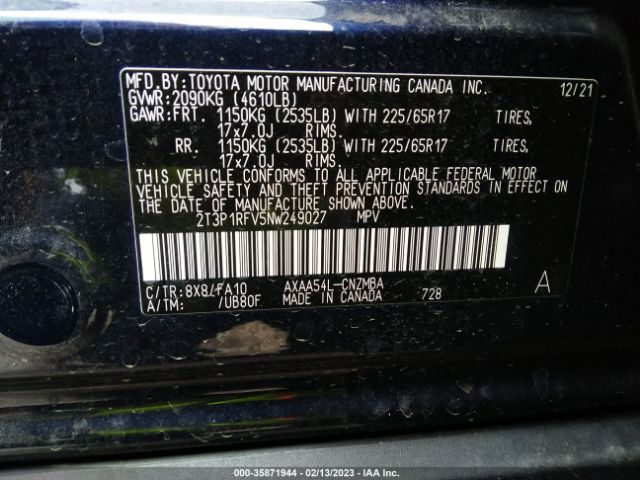 MFD.BY:TOYOTA MOTOR MANUFACTURING CANADA INC. 12/21
GVWR:2090KG (4610LB)
GAWR:FRT. 1150KG (2535LB) WITH 225/65R17 TIRES,
17x7.0J RIMS.
RR. 1150KG (2535LB) WITH 225/65R17 TIRES,
17x7.0J RIMS.
THIS VEHICLE CONFORMS TO ALL APPLICABLE FEDERAL MOTOR
VEHICLE SAFETY AND THEFT PREVENTION STANDARDS IN EFFECT ON
THE DATE OF MANUFACTURE SHOWN ABOVE.
2T3P1RFV5NW249027 MPV
C/TR:8X8/FA10 AXAA54L-CNZMBA A
A/TM: /UB80F. MADE IN CANADA 728
000-35871944 — 02/13/2023 — IAA Inc.